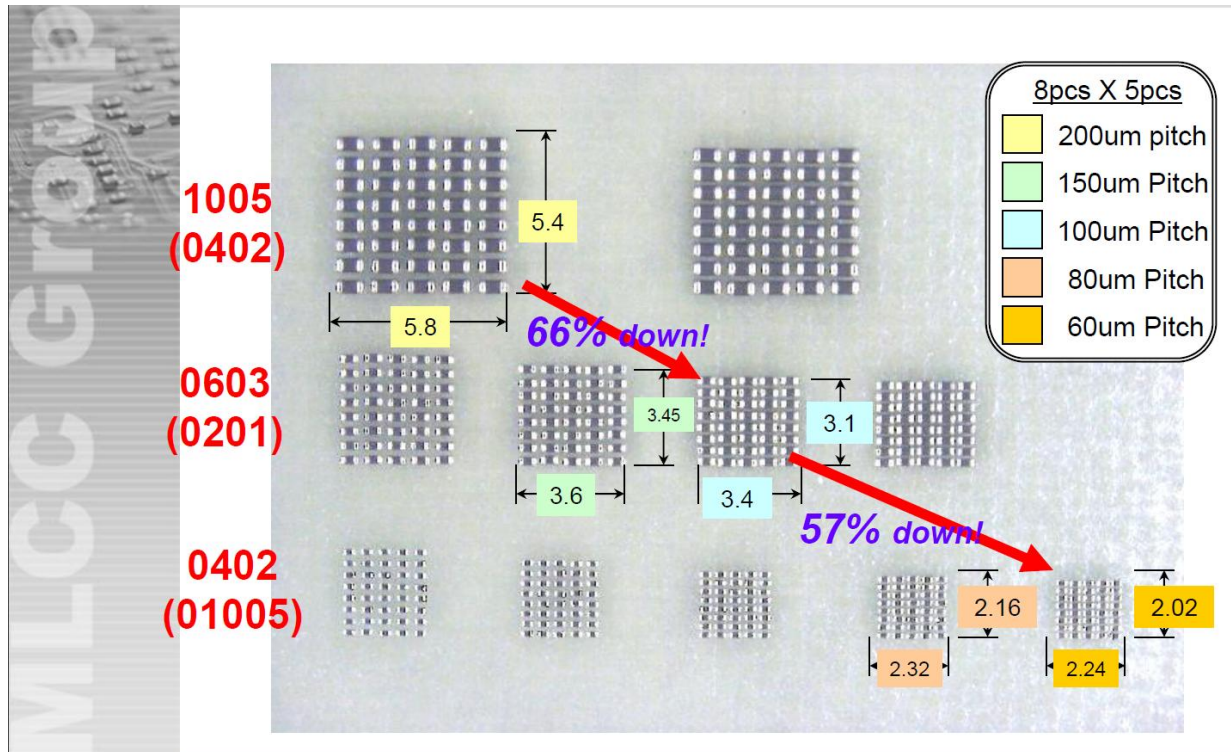 MLCC Group
8pcs X 5pcs
200um pitch
150um Pitch
100um Pitch
80um Pitch
60um Pitch
1005
(0402)
5.4
5.8
66% down!
0603
(0201)
3.45
3.6
3.1
3.4
57% down!
0402
(01005)
2.16
2.32
2.02
2.24